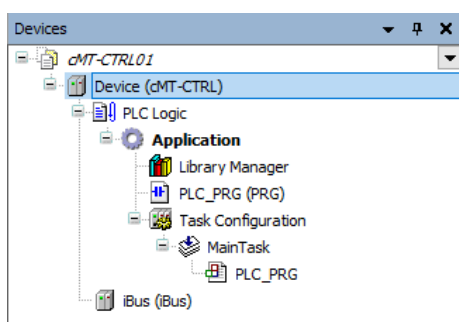 Devices
cMT-CTRL01
Device (cMT-CTRL)
PLC Logic
Application
Library Manager
PLC_PRG (PRG)
Task Configuration
MainTask
PLC_PRG
iBus (iBus)